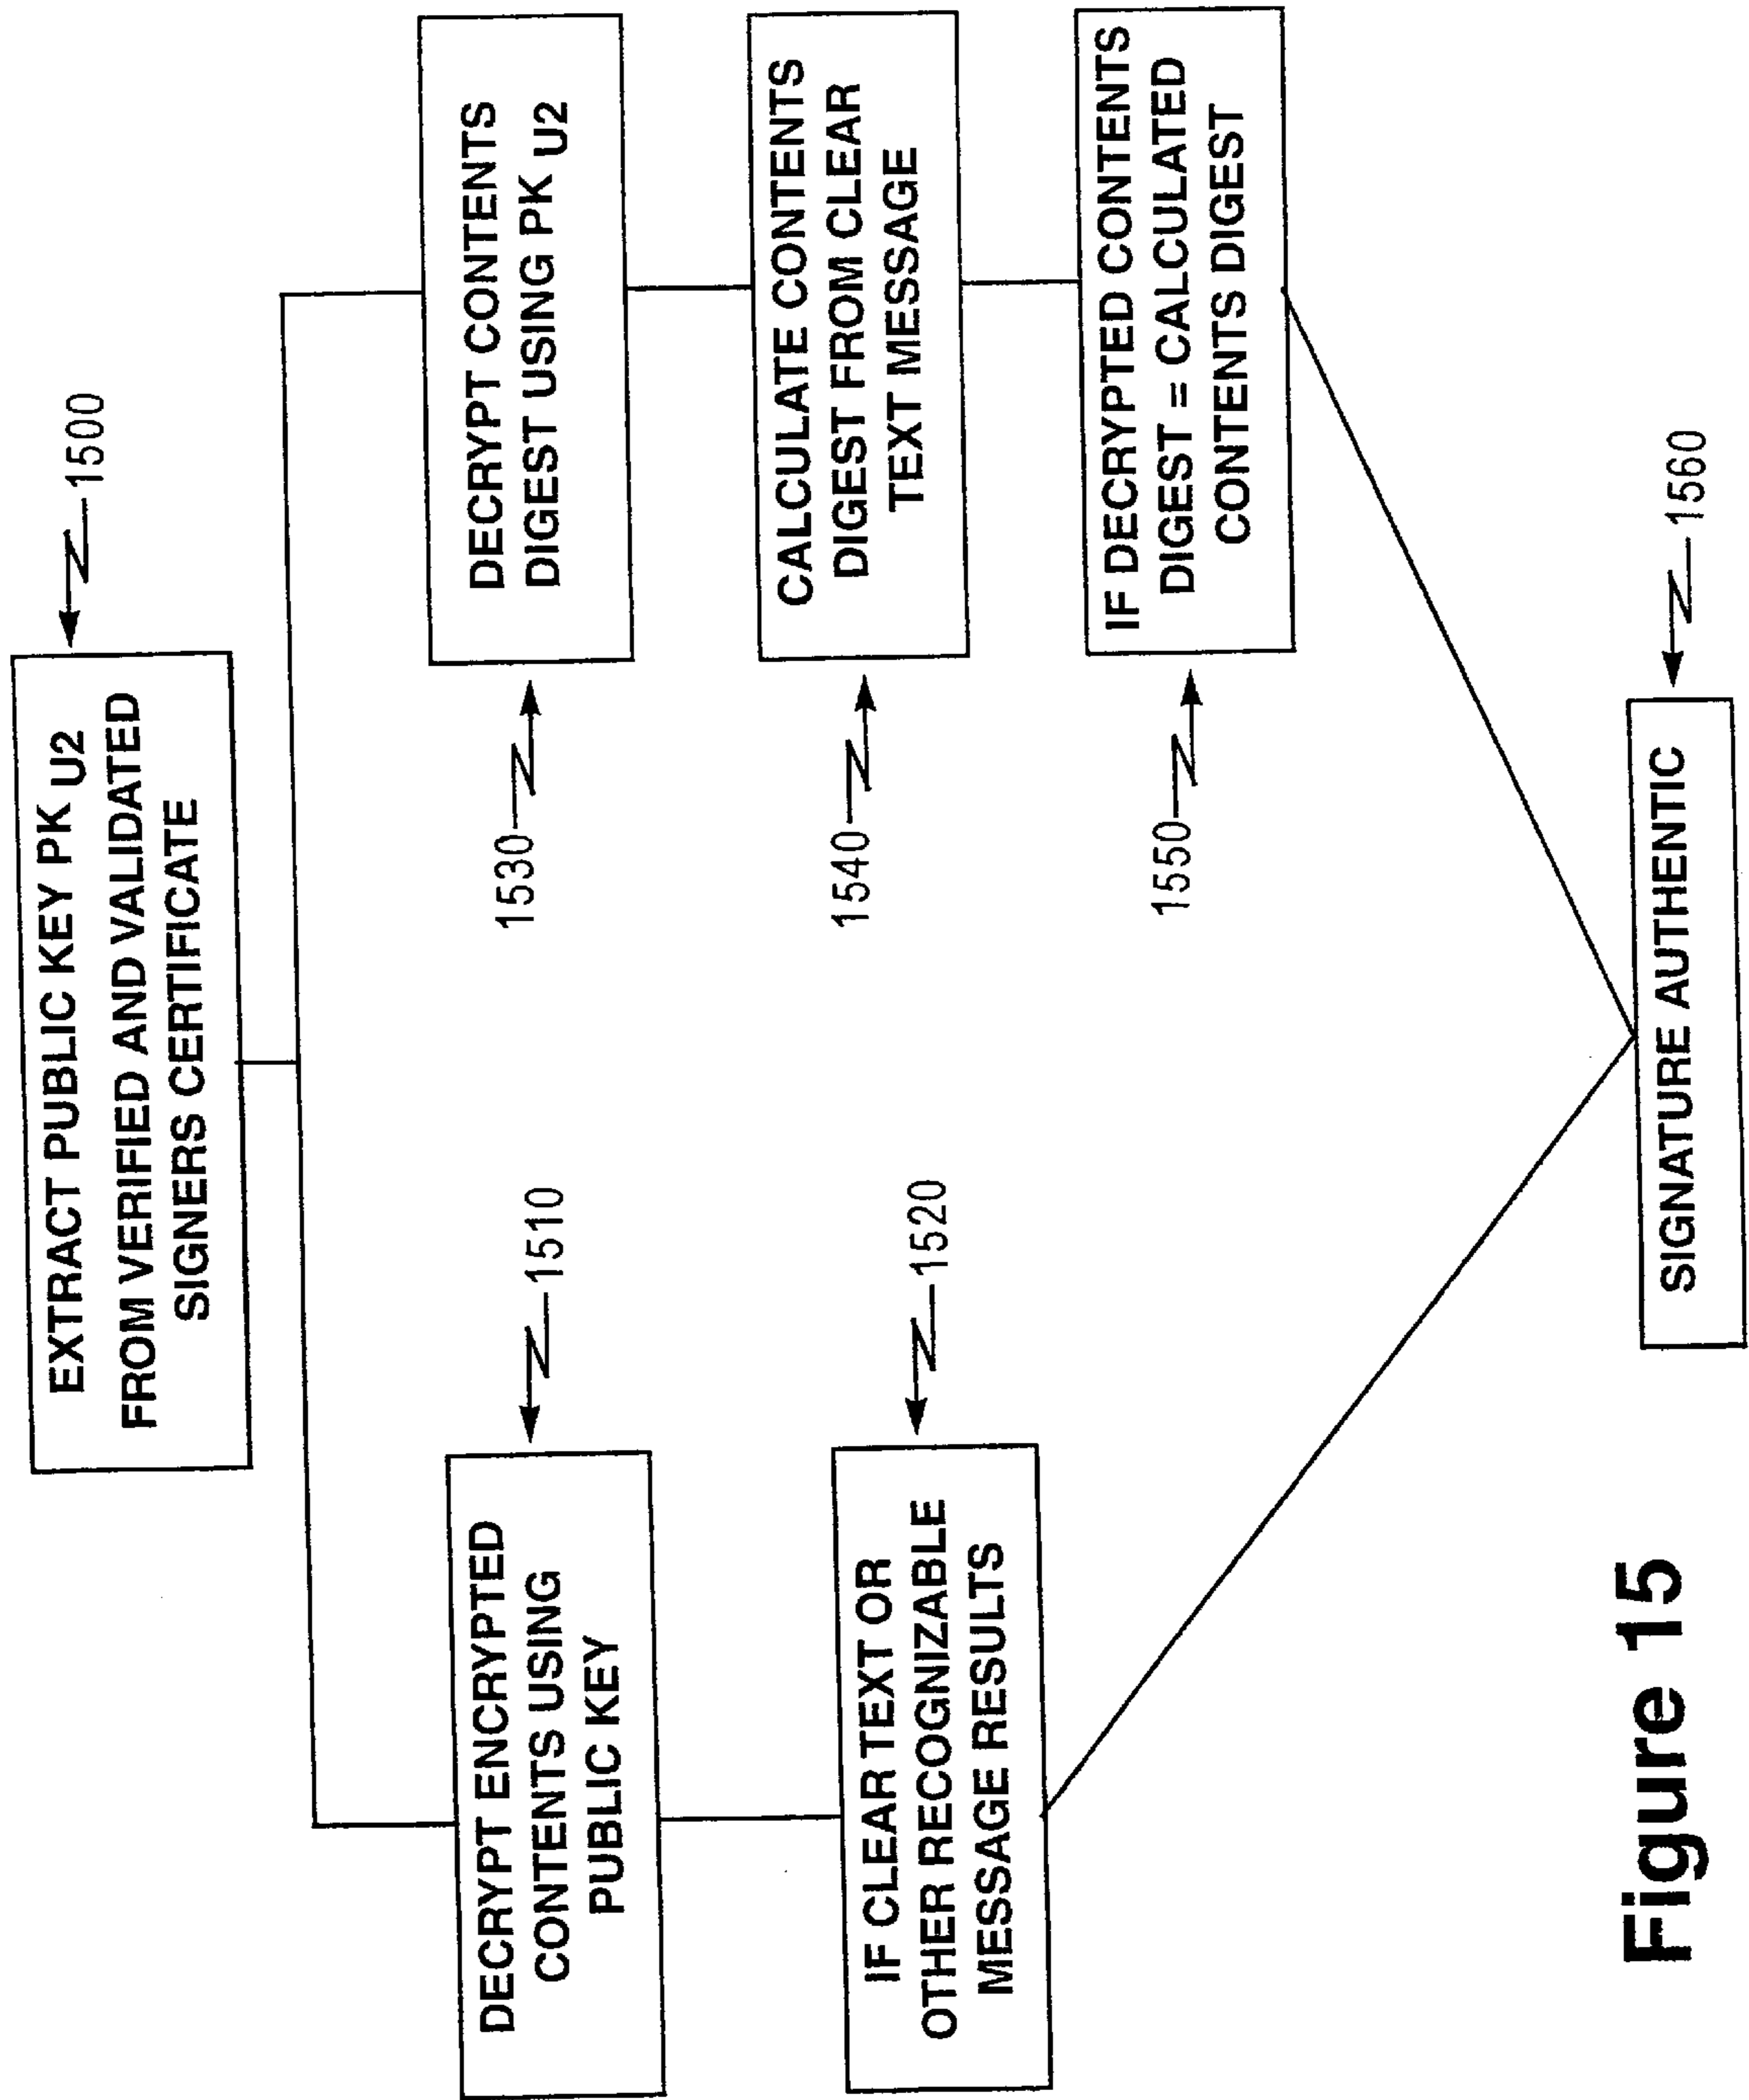 EXTRACT PUBLIC KEY PK U2
FROM VERIFIED AND VALIDATED
SIGNERS CERTIFICATE
1500
DECRYPT ENCRYPTED
CONTENTS USING
PUBLIC KEY
1510
IF CLEAR TEXT OR
OTHER RECOGNIZABLE
MESSAGE RESULTS
1520
1530
DECRYPT CONTENTS
DIGEST USING PK U2
1540
CALCULATE CONTENTS
DIGEST FROM CLEAR
TEXT MESSAGE
1550
IF DECRYPTED CONTENTS
DIGEST = CALCULATED
CONTENTS DIGEST
SIGNATURE AUTHENTIC
1560
Figure 15